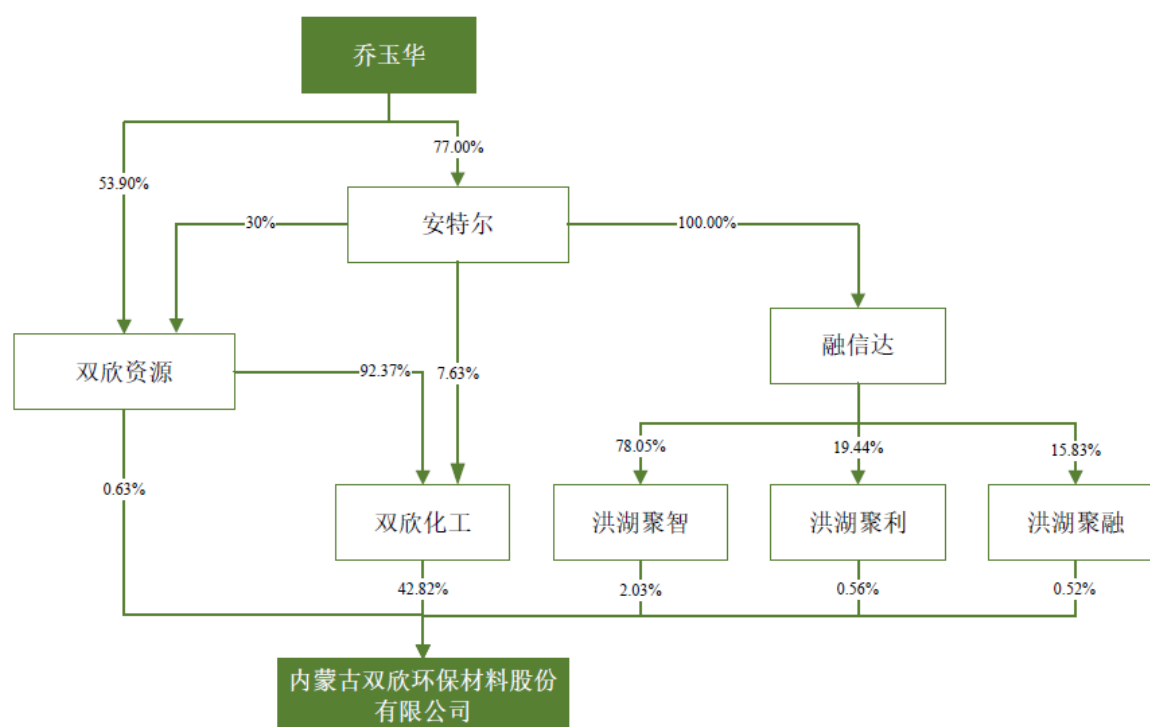 乔玉华
77.00%
53.90%
安特尔
30%
100.00%
融信达
双欣资源
92.37%
7.63%
78.05%
19.44%
15.83%
0.63%
双欣化工
洪湖聚智
洪湖聚利
洪湖聚融
42.82%
2.03%
0.56%
0.52%
内蒙古双欣环保材料股份
有限公司